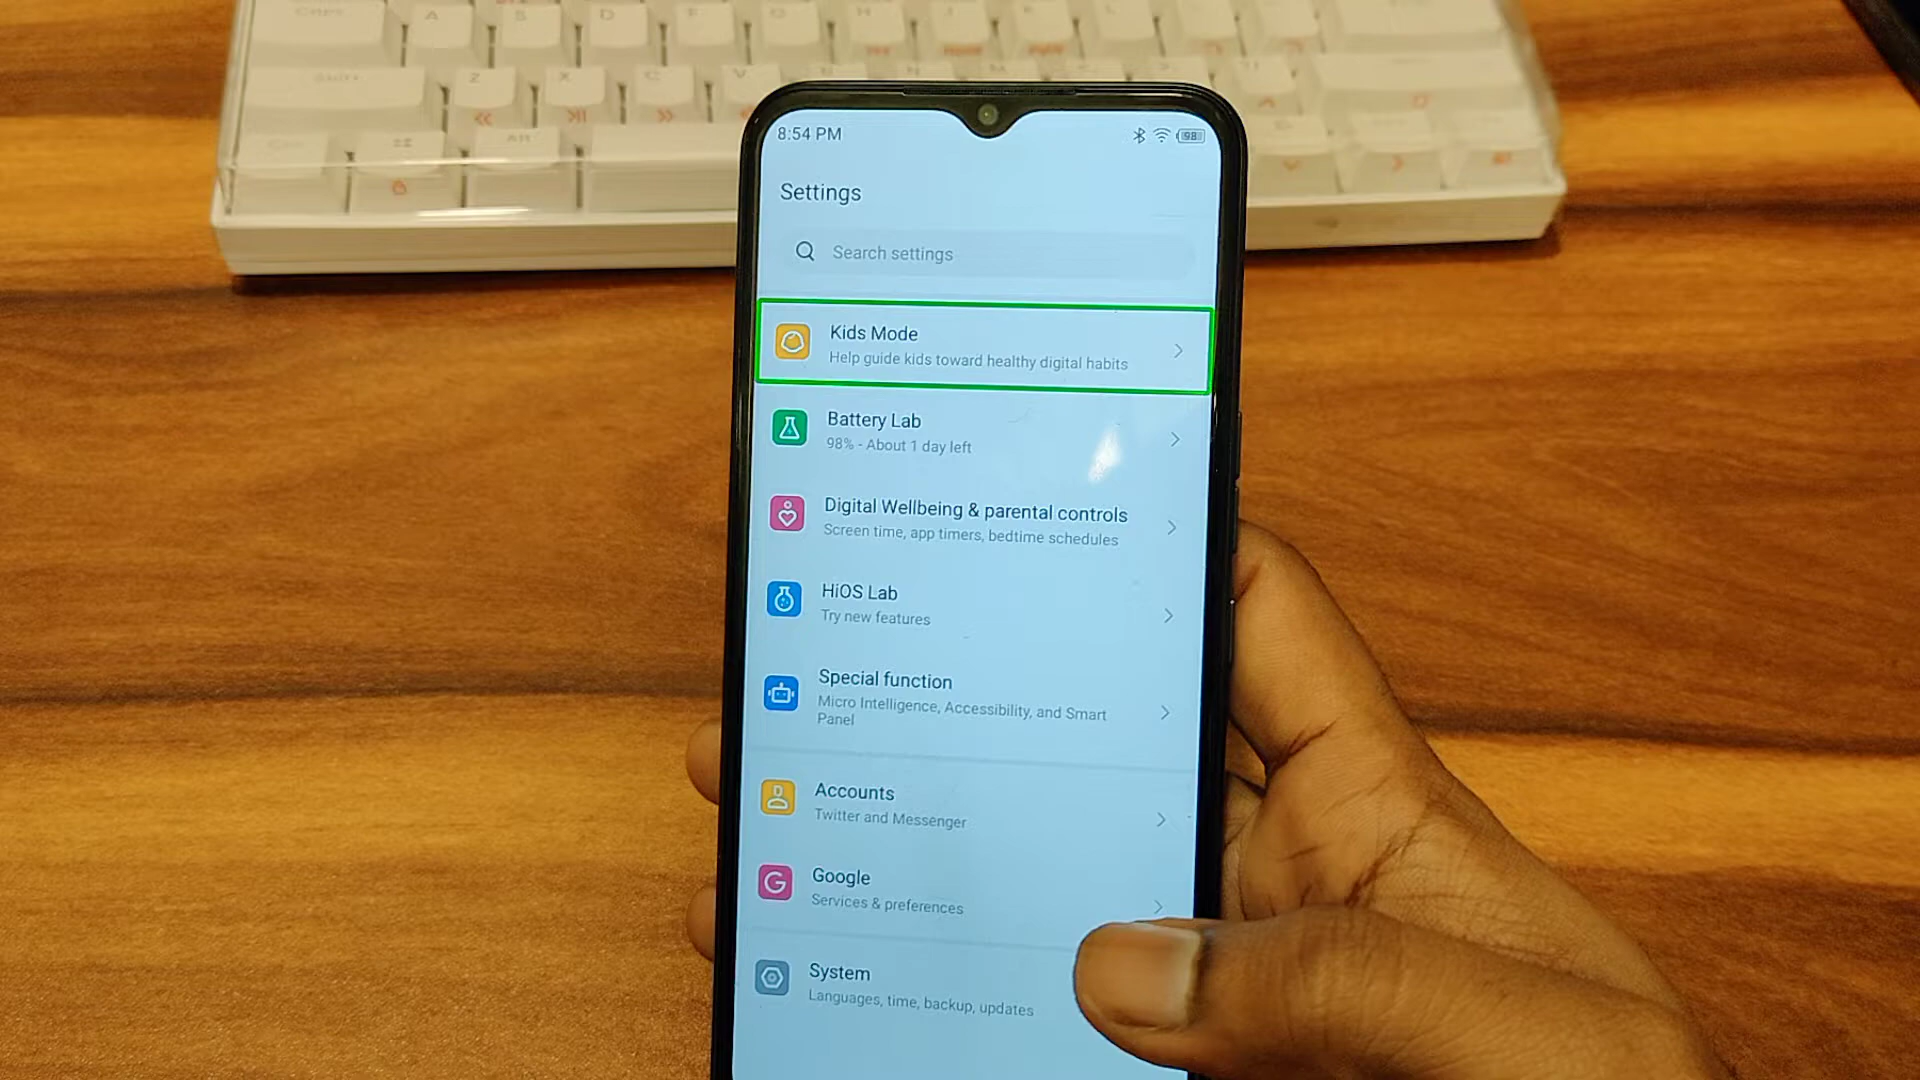 A S D
Z X C V
Alt
8:54 PM 98
Settings
Search settings
Kids Mode
Help guide kids toward healthy digital habits
Battery Lab
98% - About 1 day left
Digital Wellbeing & parental controls
Screen time, app timers, bedtime schedules
HiOS Lab
Try new features
Special function
Micro Intelligence, Accessibility, and Smart
Panel
Accounts
Twitter and Messenger
Google
Services & preferences
System
Languages, time, backup, updates